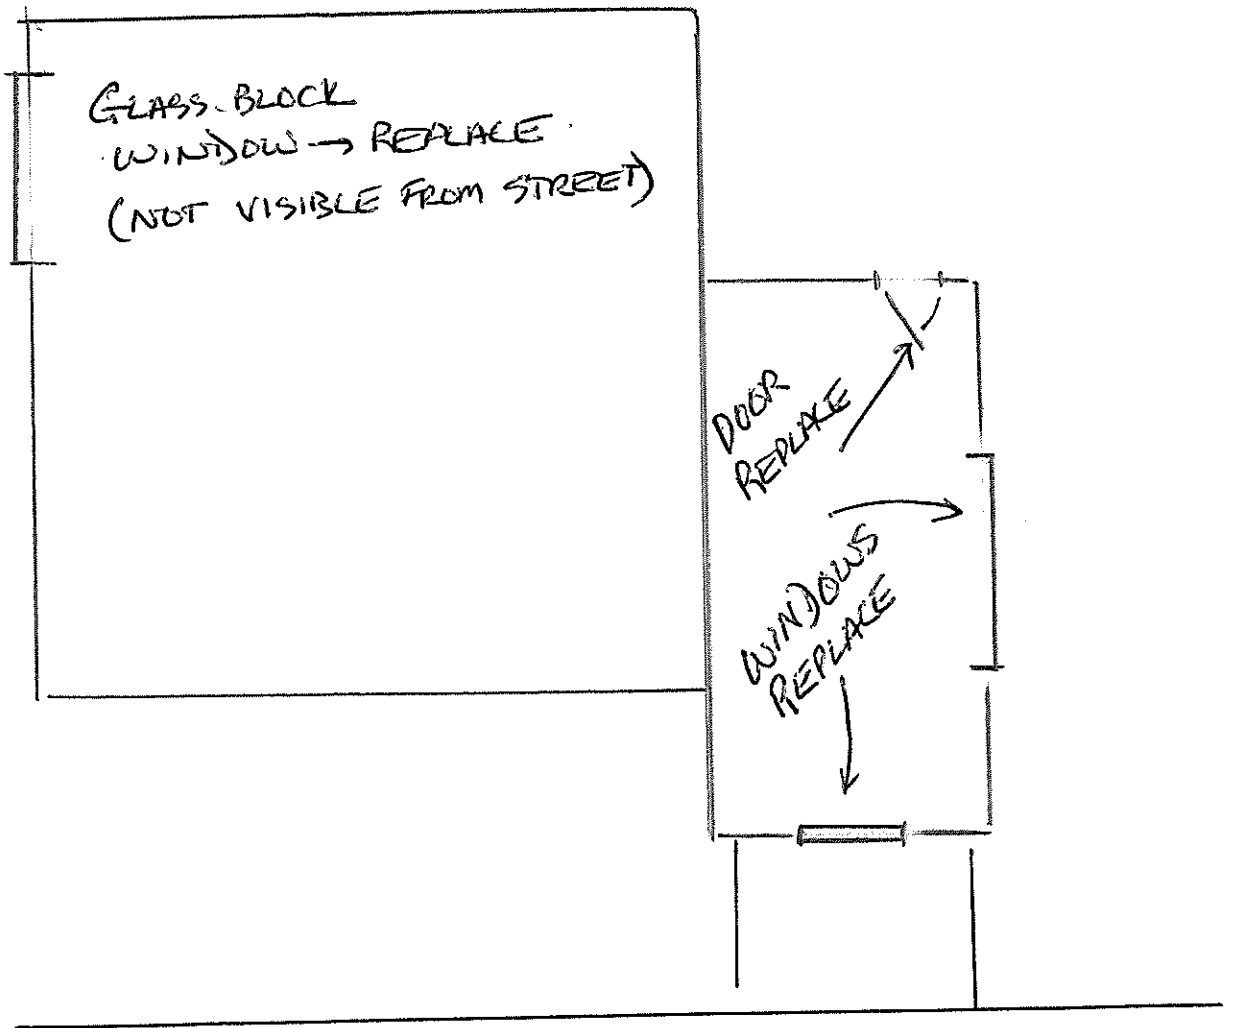 GLASS BLOCK
WINDOW → REPLACE
(NOT VISIBLE FROM STREET)
DOOR
REPLACE
WINDOWS
REPLACE